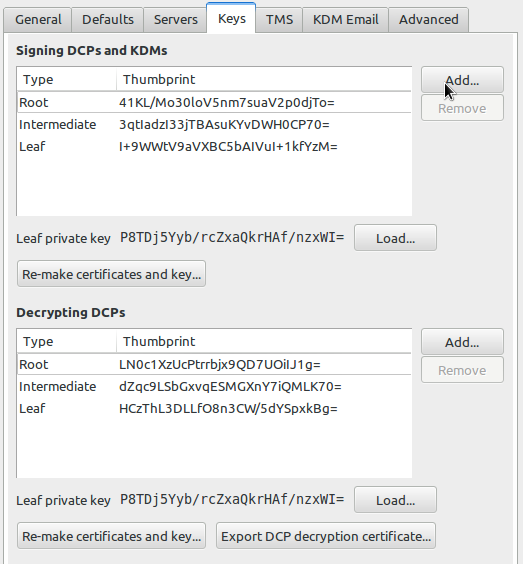 General Defaults Servers Keys TMS KDM Email Advanced
Signing DCPs and KDMs
Type Thumbprint Add...
Root 41KL/Mo30loV5nm7suaV2p0djTo= Remove
Intermediate 3qtIadzI33jTBAsuKYvDWH0CP70=
Leaf I+9WWtV9aVXBC5bAIVuI+1kfYzM=
Leaf private key P8TDj5Yyb/rcZxaQkrHAf/nzxWI= Load...
Re-make certificates and key...
Decrypting DCPs
Type Thumbprint Add...
Root LN0c1XzUcPtrrbjx9QD7UOiIJ1g= Remove
Intermediate dZqc9LSbGxvqESMGXnY7iQMLK70=
Leaf HCzThL3DLLfO8n3CW/5dYSpxkBg=
Leaf private key P8TDj5Yyb/rcZxaQkrHAf/nzxWI= Load...
Re-make certificates and key... Export DCP decryption certificate...